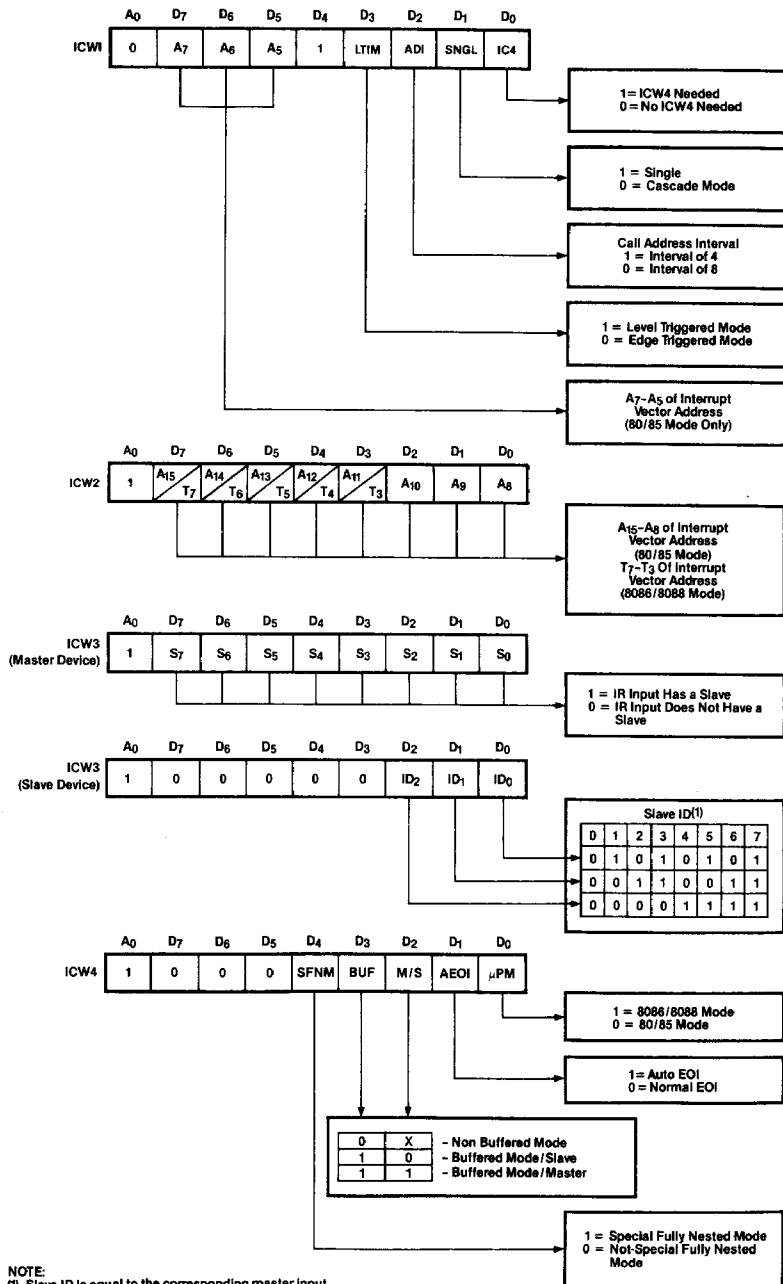 A0 D7 D6 D5 D4 D3 D2 D1 D0
ICW1 0 A7 A6 A5 1 LTIM ADI SNGL IC4
1 = ICW4 Needed
0 = No ICW4 Needed
1 = Single
0 = Cascade Mode
Call Address Interval
1 = Interval of 4
0 = Interval of 8
1 = Level Triggered Mode
0 = Edge Triggered Mode
A7-A5 of Interrupt
Vector Address
(80/85 Mode Only)
A0 D7 D6 D5 D4 D3 D2 D1 D0
ICW2 1 A15/T7 A14/T6 A13/T5 A12/T4 A11/T3 A10 A9 A8
A15-A8 of Interrupt
Vector Address
(80/85 Mode)
T7-T3 Of Interrupt
Vector Address
(8086/8088 Mode)
A0 D7 D6 D5 D4 D3 D2 D1 D0
ICW3
(Master Device)
1 S7 S6 S5 S4 S3 S2 S1 S0
1 = IR Input Has a Slave
0 = IR Input Does Not Have a
Slave
A0 D7 D6 D5 D4 D3 D2 D1 D0
ICW3
(Slave Device)
1 0 0 0 0 0 ID2 ID1 ID0
Slave ID(1)
0 1 2 3 4 5 6 7
0 1 0 1 0 1 0 1
0 0 1 1 0 0 1 1
0 0 0 0 1 1 1 1
A0 D7 D6 D5 D4 D3 D2 D1 D0
ICW4 1 0 0 0 SFNM BUF M/S AEOI μPM
1 = 8086/8088 Mode
0 = 80/85 Mode
1 = Auto EOI
0 = Normal EOI
0 X - Non Buffered Mode
1 0 - Buffered Mode/Slave
1 1 - Buffered Mode/Master
1 = Special Fully Nested Mode
0 = Not-Special Fully Nested
Mode
NOTE:
(1) Slave ID is equal to the corresponding master input